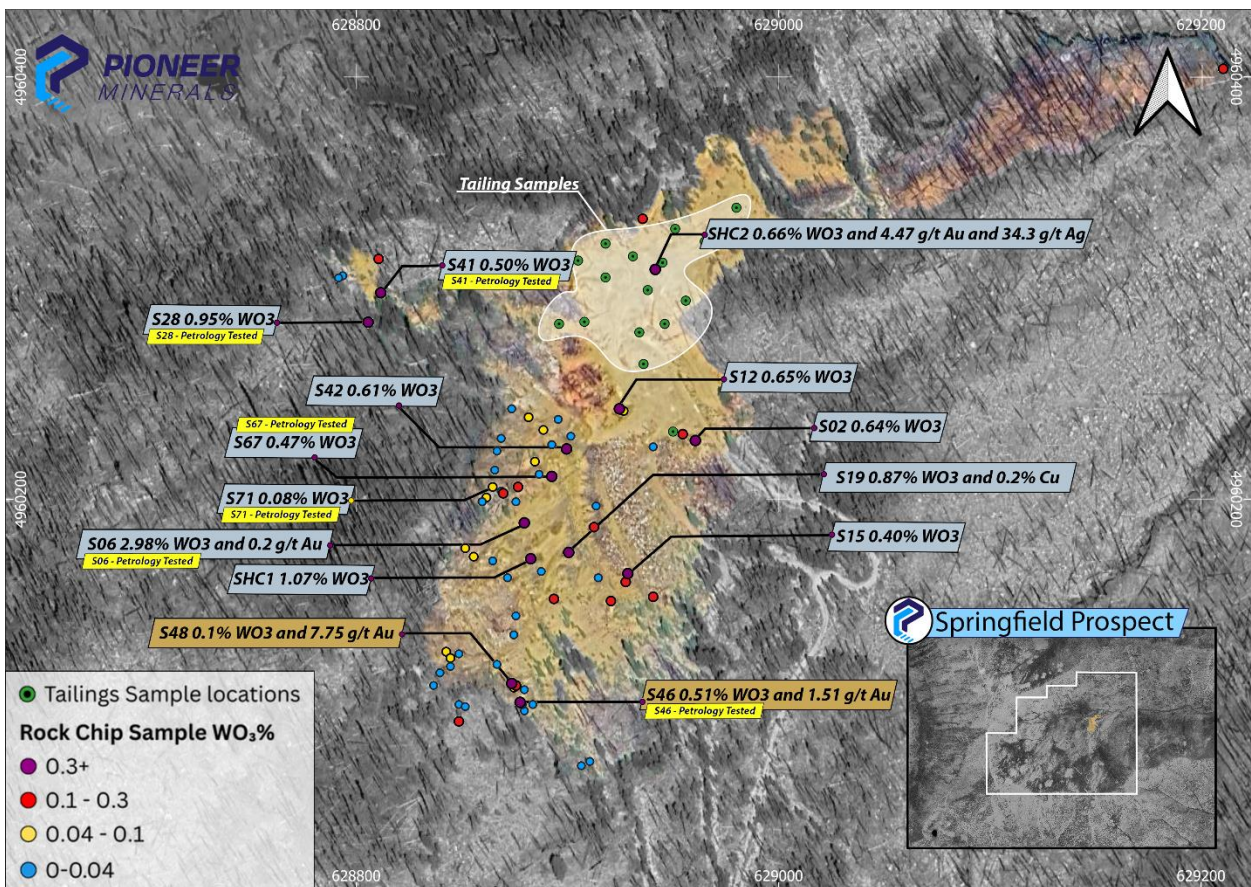 628800
629000
629200
4960400
PIONEER
MINERALS
4960400
Tailing Samples
SHC2 0.66% WO3 and 4.47 g/t Au and 34.3 g/t Ag
S41 0.50% WO3
S41 - Petrology Tested
S28 0.95% WO3
S28 - Petrology Tested
S12 0.65% WO3
S42 0.61% WO3
S67 - Petrology Tested
S67 0.47% WO3
S02 0.64% WO3
S19 0.87% WO3 and 0.2% Cu
4960200
S71 0.08% WO3
S71 - Petrology Tested
4960200
S06 2.98% WO3 and 0.2 g/t Au
S06 - Petrology Tested
S15 0.40% WO3
SHC1 1.07% WO3
S48 0.1% WO3 and 7.75 g/t Au
S46 0.51% WO3 and 1.51 g/t Au
S46 - Petrology Tested
Springfield Prospect
Tailings Sample locations
Rock Chip Sample WO₃%
0.3+
0.1 - 0.3
0.04 - 0.1
0-0.04
628800
629000
629200